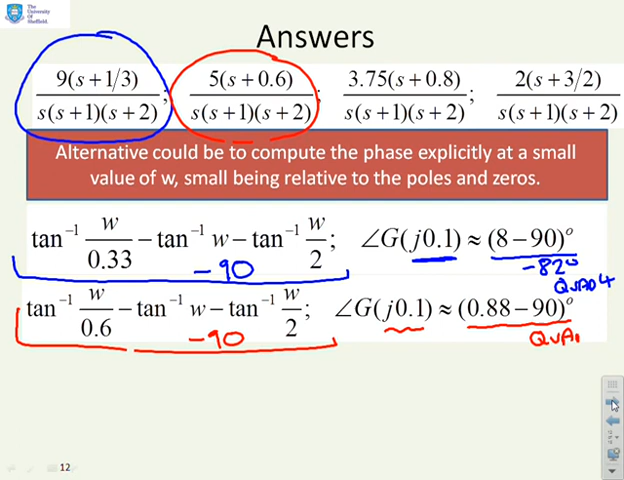 The
University
Of
Sheffield.
Answers
9(s+1/3)/s(s+1)(s+2); 5(s+0.6)/s(s+1)(s+2); 3.75(s+0.8)/s(s+1)(s+2); 2(s+3/2)/s(s+1)(s+2)
Alternative could be to compute the phase explicitly at a small
value of w, small being relative to the poles and zeros.
tan⁻¹ w/0.33 − tan⁻¹ w − tan⁻¹ w/2; ∠G(j0.1) ≈ (8−90)°
−90
−82°
QUAD 4
tan⁻¹ w/0.6 − tan⁻¹ w − tan⁻¹ w/2; ∠G(j0.1) ≈ (0.88−90)°
−90
QUA
12